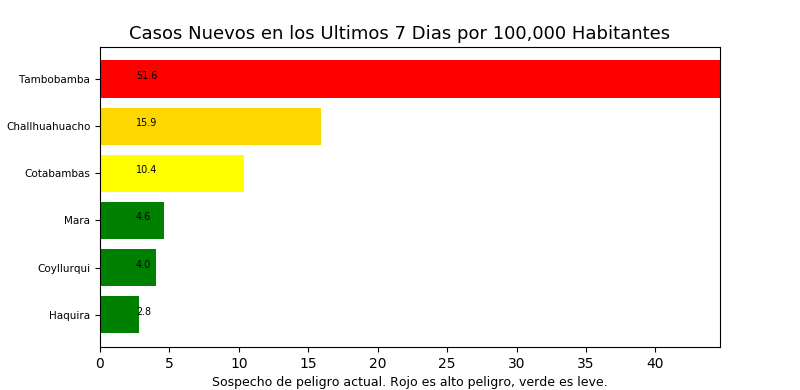 Casos Nuevos en los Ultimos 7 Dias por 100,000 Habitantes
Tambobamba 51.6
Challhuahuacho 15.9
Cotabambas 10.4
Mara 4.6
Coyllurqui 4.0
Haquira 2.8
0 5 10 15 20 25 30 35 40
Sospecho de peligro actual. Rojo es alto peligro, verde es leve.